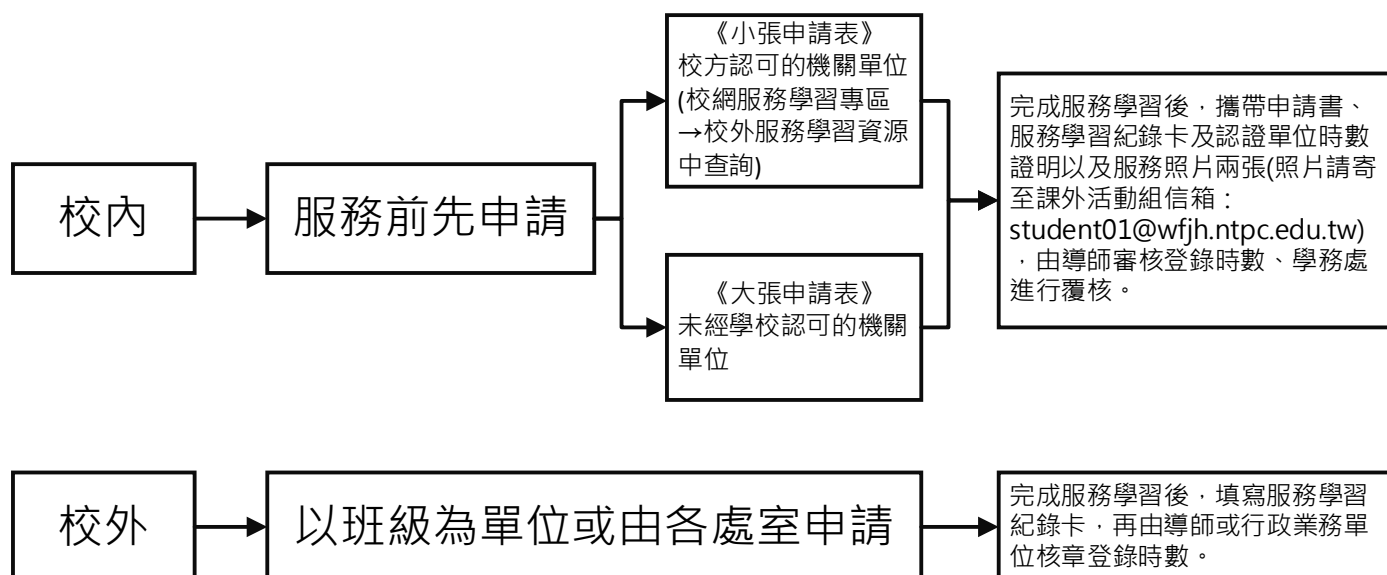 校內
服務前先申請
《小張申請表》
校方認可的機關單位
(校網服務學習專區
→校外服務學習資源
中查詢)
《大張申請表》
未經學校認可的機關
單位
完成服務學習後，攜帶申請書、
服務學習紀錄卡及認證單位時數
證明以及服務照片兩張(照片請寄
至課外活動組信箱：
student01@wfjh.ntpc.edu.tw)
，由導師審核登錄時數、學務處
進行覆核。
校外
以班級為單位或由各處室申請
完成服務學習後，填寫服務學習
紀錄卡，再由導師或行政業務單
位核章登錄時數。